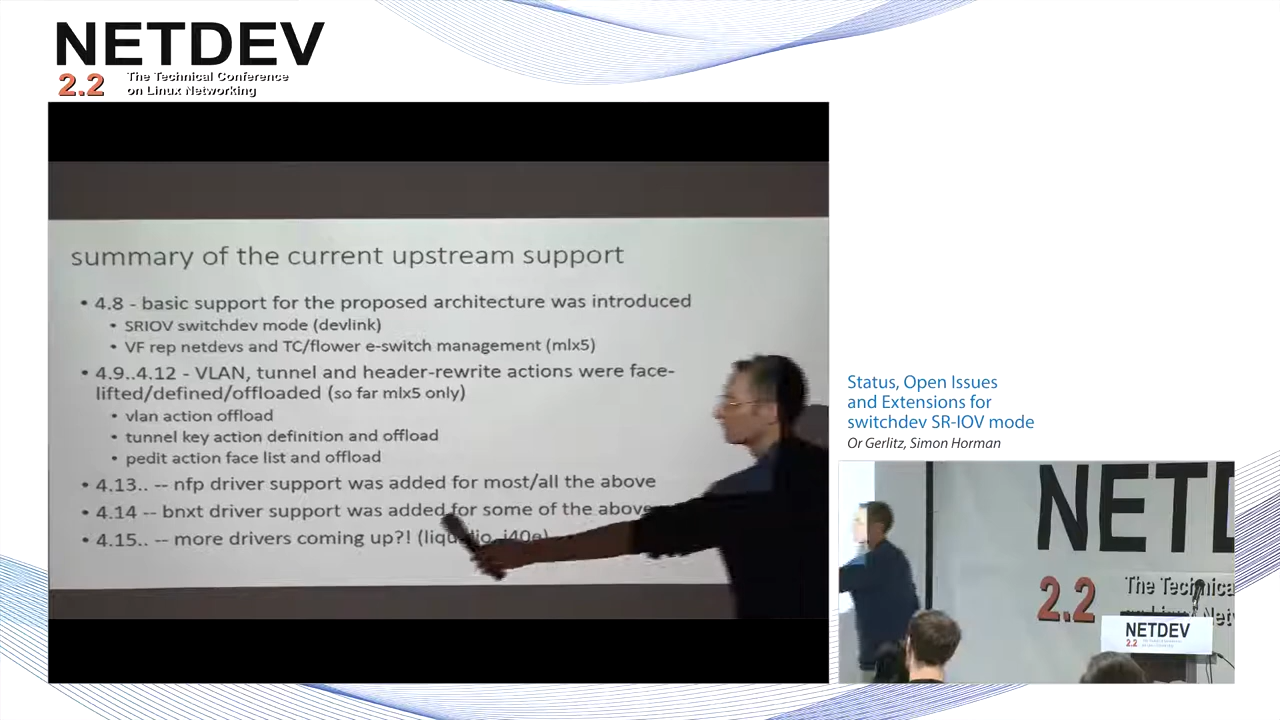 NETDEV
2.2 The Technical Conference
on Linux Networking
summary of the current upstream support
• 4.8 - basic support for the proposed architecture was introduced
• SRIOV switchdev mode (devlink)
• VF rep netdevs and TC/flower e-switch management (mlx5)
• 4.9..4.12 - VLAN, tunnel and header-rewrite actions were face-
lifted/defined/offloaded (so far mlx5 only)
• vlan action offload
• tunnel key action definition and offload
• pedit action face list and offload
• 4.13.. -- nfp driver support was added for most/all the above
• 4.14 -- bnxt driver support was added for some of the above
• 4.15.. -- more drivers coming up?! i40e)
Status, Open Issues
and Extensions for
switchdev SR-IOV mode
Or Gerlitz, Simon Horman
NETD
2.2 The Technica
NETDEV
2.2